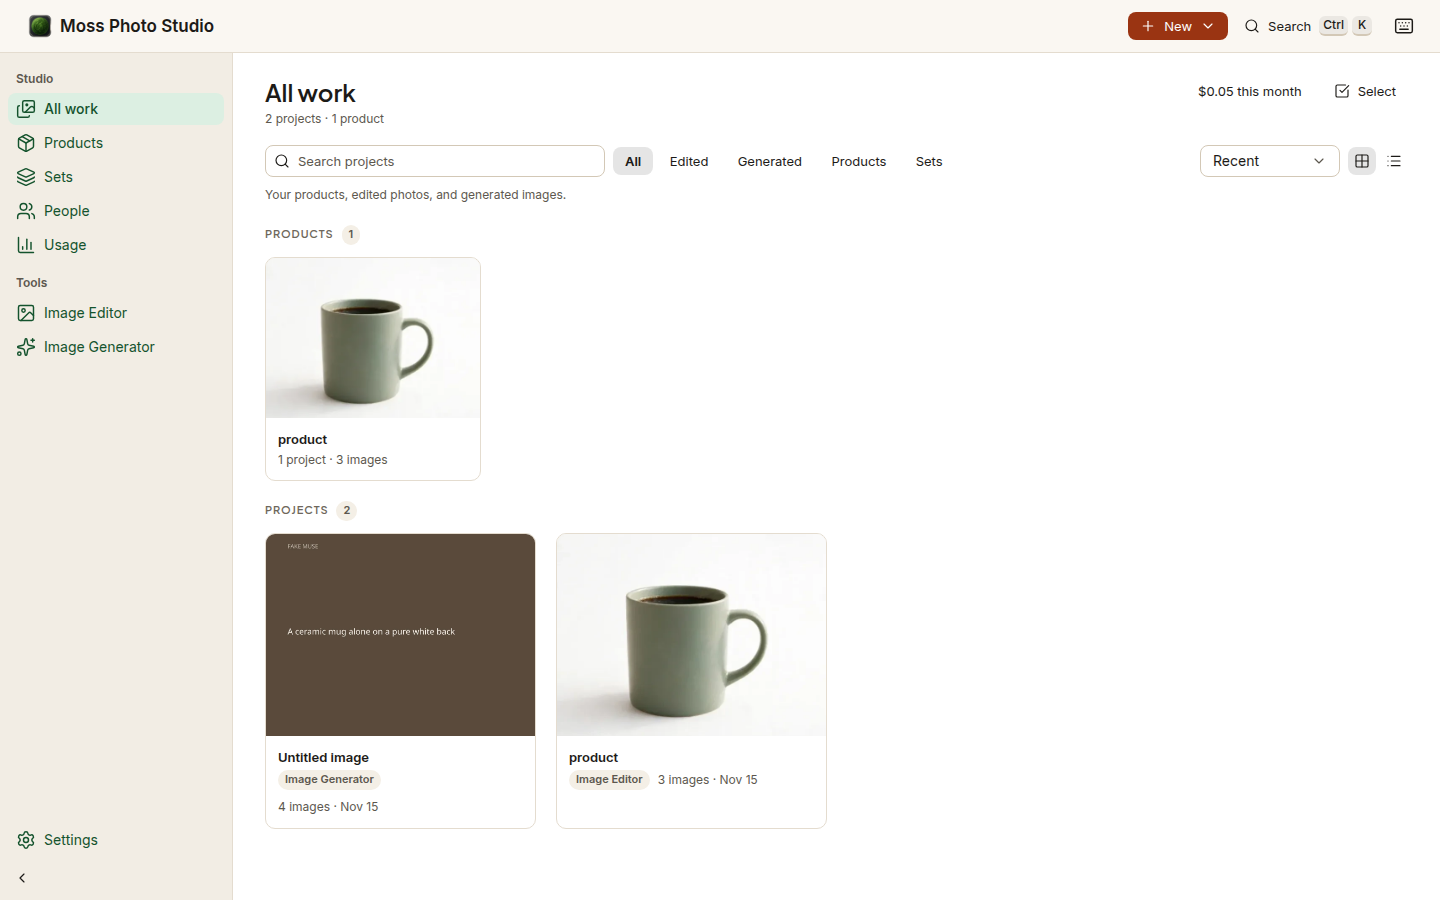 Moss Photo Studio
New
Search Ctrl K
Studio
All work
Products
Sets
People
Usage
Tools
Image Editor
Image Generator
Settings
All work
2 projects · 1 product
$0.05 this month
Select
Search projects
All Edited Generated Products Sets
Recent
Your products, edited photos, and generated images.
PRODUCTS 1
product
1 project · 3 images
PROJECTS 2
FAKE MUSE
A ceramic mug alone on a pure white back
Untitled image
Image Generator
4 images · Nov 15
product
Image Editor 3 images · Nov 15